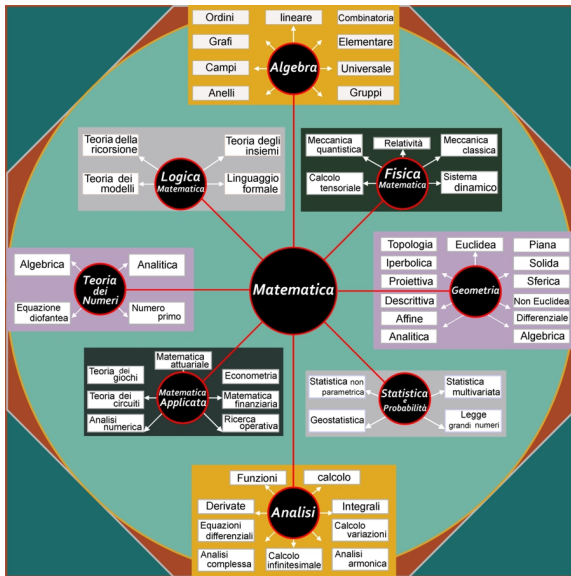 Ordini
lineare
Combinatoria
Grafi
Elementare
Algebra
Campi
Universale
Anelli
Gruppi
Teoria della
ricorsione
Teoria degli
insiemi
Logica
Matematica
Teoria dei
modelli
Linguaggio
formale
Meccanica
quantistica
Relatività
Meccanica
classica
Fisica
Matematica
Calcolo
tensoriale
Sistema
dinamico
Algebrica
Analitica
Teoria
dei
Numeri
Equazione
diofantea
Numero
primo
Matematica
Topologia
Euclidea
Piana
Iperbolica
Solida
Proiettiva
Sferica
Geometria
Descrittiva
Non Euclidea
Affine
Differenziale
Analitica
Algebrica
Matematica
attuariale
Teoria dei
giochi
Econometria
Matematica
Applicata
Teoria dei
circuiti
Matematica
finanziaria
Analisi
numerica
Ricerca
operativa
Statistica non
parametrica
Statistica
multivariata
Statistica
e
Probabilità
Geostatistica
Legge
grandi numeri
Funzioni
calcolo
Derivate
Integrali
Analisi
Equazioni
differenziali
Calcolo
variazioni
Analisi
complessa
Calcolo
infinitesimale
Analisi
armonica